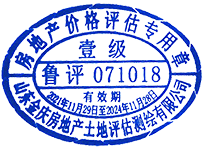 房地产价格评估专用章
壹级
鲁评 071018
有效期
2021年11月29日至2024年11月28日
山东金庆房地产土地评估测绘有限公司